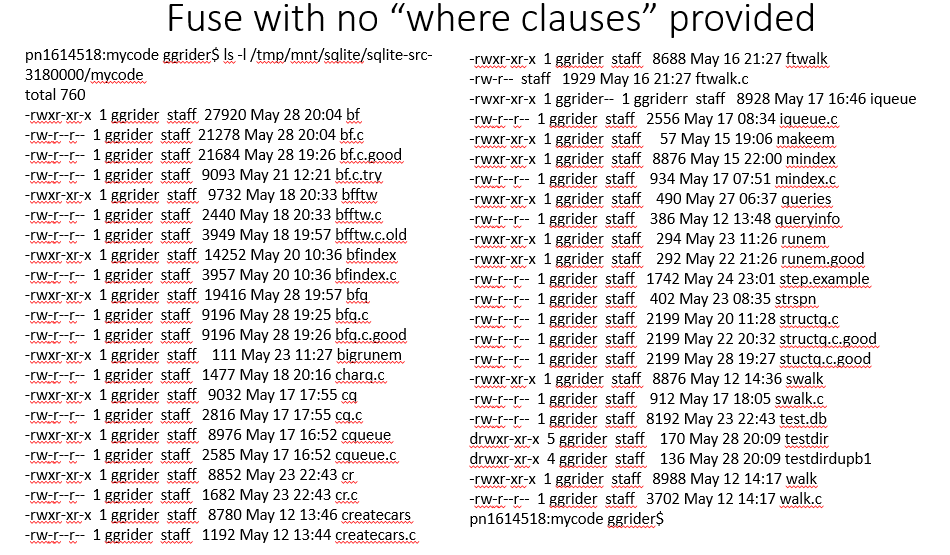 Fuse with no “where clauses” provided
pn1614518:mycode ggrider$ ls -l /tmp/mnt/sqlite/sqlite-src-
3180000/mycode
total 760
-rwxr-xr-x 1 ggrider staff 27920 May 28 20:04 bf
-rw-r--r-- 1 ggrider staff 21278 May 28 20:04 bf.c
-rw-r--r-- 1 ggrider staff 21684 May 28 19:26 bf.c.good
-rw-r--r-- 1 ggrider staff 9093 May 21 12:21 bf.c.try
-rwxr-xr-x 1 ggrider staff 9732 May 18 20:33 bfftw
-rw-r--r-- 1 ggrider staff 2440 May 18 20:33 bfftw.c
-rw-r--r-- 1 ggrider staff 3949 May 18 19:57 bfftw.c.old
-rwxr-xr-x 1 ggrider staff 14252 May 20 10:36 bfindex
-rw-r--r-- 1 ggrider staff 3957 May 20 10:36 bfindex.c
-rwxr-xr-x 1 ggrider staff 19416 May 28 19:57 bfq
-rw-r--r-- 1 ggrider staff 9196 May 28 19:25 bfq.c
-rw-r--r-- 1 ggrider staff 9196 May 28 19:26 bfq.c.good
-rwxr-xr-x 1 ggrider staff 111 May 23 11:27 bigrunem
-rw-r--r-- 1 ggrider staff 1477 May 18 20:16 charq.c
-rwxr-xr-x 1 ggrider staff 9032 May 17 17:55 cq
-rw-r--r-- 1 ggrider staff 2816 May 17 17:55 cq.c
-rwxr-xr-x 1 ggrider staff 8976 May 17 16:52 cqueue
-rw-r--r-- 1 ggrider staff 2585 May 17 16:52 cqueue.c
-rwxr-xr-x 1 ggrider staff 8852 May 23 22:43 cr
-rw-r--r-- 1 ggrider staff 1682 May 23 22:43 cr.c
-rwxr-xr-x 1 ggrider staff 8780 May 12 13:46 createcars
-rw-r--r-- 1 ggrider staff 1192 May 12 13:44 createcars.c
-rwxr-xr-x 1 ggrider staff 8688 May 16 21:27 ftwalk
-rw-r-- staff 1929 May 16 21:27 ftwalk.c
-rwxr-xr-x 1 ggrider-- 1 ggriderr staff 8928 May 17 16:46 iqueue
-rw-r--r-- 1 ggrider staff 2556 May 17 08:34 iqueue.c
-rwxr-xr-x 1 ggrider staff 57 May 15 19:06 makeem
-rwxr-xr-x 1 ggrider staff 8876 May 15 22:00 mindex
-rw-r--r-- 1 ggrider staff 934 May 17 07:51 mindex.c
-rwxr-xr-x 1 ggrider staff 490 May 27 06:37 queries
-rw-r--r-- 1 ggrider staff 386 May 12 13:48 queryinfo
-rwxr-xr-x 1 ggrider staff 294 May 23 11:26 runem
-rwxr-xr-x 1 ggrider staff 292 May 22 21:26 runem.good
-rw-r--r-- 1 ggrider staff 1742 May 24 23:01 step.example
-rw-r--r-- 1 ggrider staff 402 May 23 08:35 strspn
-rw-r--r-- 1 ggrider staff 2199 May 20 11:28 structq.c
-rw-r--r-- 1 ggrider staff 2199 May 22 20:32 structq.c.good
-rw-r--r-- 1 ggrider staff 2199 May 28 19:27 stuctq.c.good
-rwxr-xr-x 1 ggrider staff 8876 May 12 14:36 swalk
-rw-r--r-- 1 ggrider staff 912 May 17 18:05 swalk.c
-rw-r--r-- 1 ggrider staff 8192 May 23 22:43 test.db
drwxr-xr-x 5 ggrider staff 170 May 28 20:09 testdir
drwxr-xr-x 4 ggrider staff 136 May 28 20:09 testdirdupb1
-rwxr-xr-x 1 ggrider staff 8988 May 12 14:17 walk
-rw-r--r-- 1 ggrider staff 3702 May 12 14:17 walk.c
pn1614518:mycode ggrider$